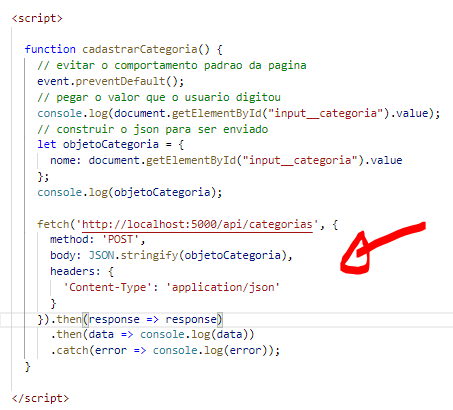 <script>
function cadastrarCategoria() {
// evitar o comportamento padrao da pagina
event.preventDefault();
// pegar o valor que o usuario digitou
console.log(document.getElementById("input__categoria").value);
// construir o json para ser enviado
let objetoCategoria = {
nome: document.getElementById("input__categoria").value
};
console.log(objetoCategoria);
fetch('http://localhost:5000/api/categorias', {
method: 'POST',
body: JSON.stringify(objetoCategoria),
headers: {
'Content-Type': 'application/json'
}
}).then(response => response)
.then(data => console.log(data))
.catch(error => console.log(error));
}
</script>